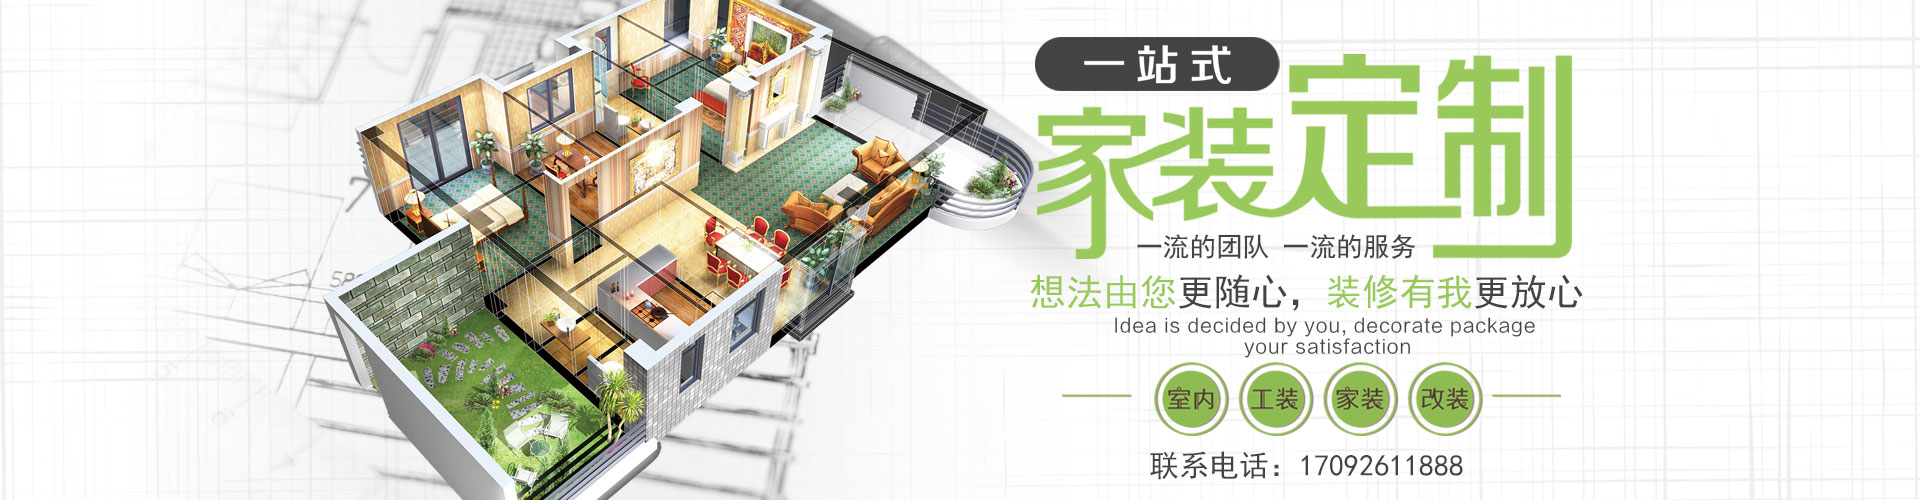 一站式
家装定制
一流的团队 一流的服务
想法由您更随心，装修有我更放心
Idea is decided by you, decorate package
your satisfaction
室内 工装 家装 改装
联系电话：17092611888